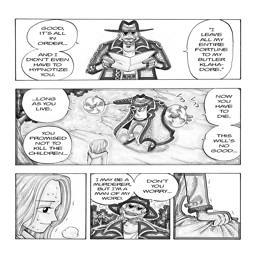 "I
LEAVE
ALL MY
ENTIRE
FORTUNE
TO MY
BUTLER
KLAHA-
DORE."
GOOD,
IT'S ALL
IN
ORDER...
AND I
DIDN'T EVEN
HAVE TO
HYPNOTIZE
YOU.
NOW YOU
HAVE
TO DIE.
THIS
WILL'S
NO
GOOD...
...LONG
AS YOU
LIVE.
YOU
PROMISED
NOT TO
KILL THE
CHILDREN...
DON'T
YOU
WORRY...
I MAY BE A
MURDERER,
BUT I'M A
MAN OF MY
WORD.